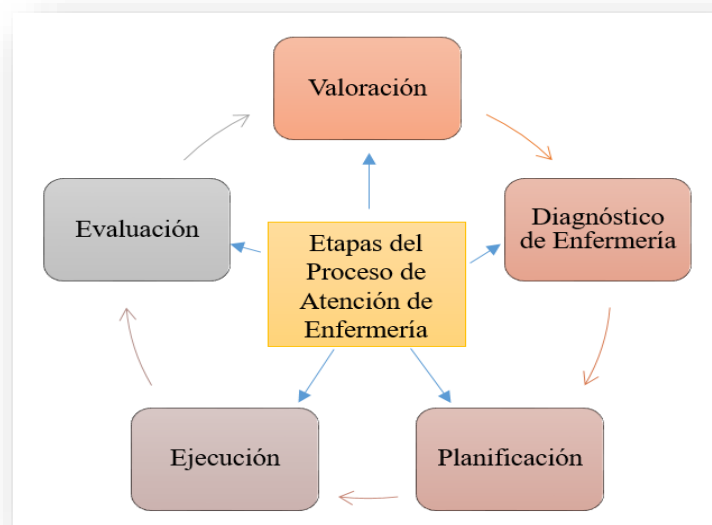 Valoración
Diagnóstico
de Enfermería
Evaluación
Etapas del
Proceso de
Atención de
Enfermería
Ejecución
Planificación